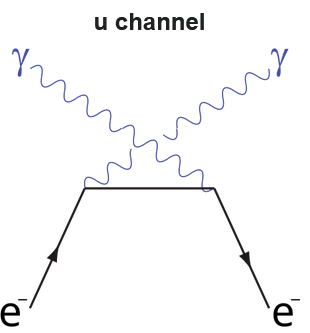 u channel
γ γ
e⁻ e⁻